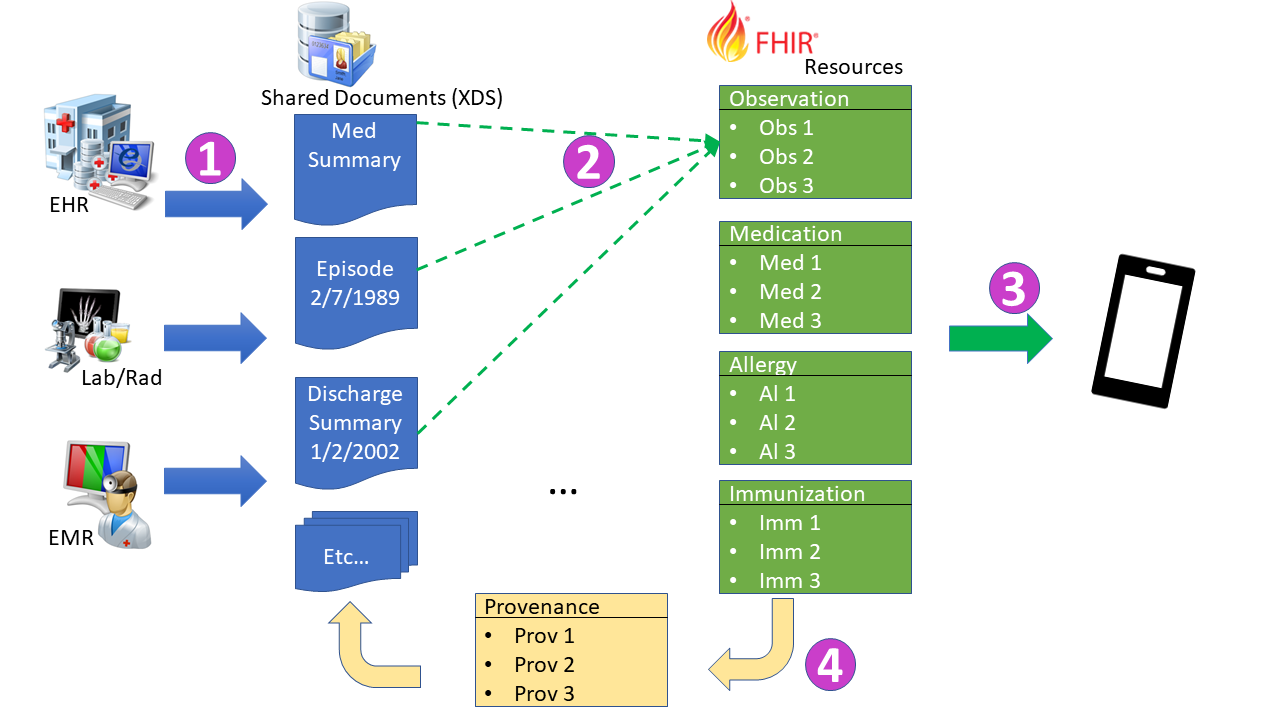 FHIR®
Resources
Shared Documents (XDS)
EHR
1
Med
Summary
2
Observation
• Obs 1
• Obs 2
• Obs 3
Episode
2/7/1989
Medication
• Med 1
• Med 2
• Med 3
3
Lab/Rad
Discharge
Summary
1/2/2002
Allergy
• Al 1
• Al 2
• Al 3
EMR
...
Immunization
• Imm 1
• Imm 2
• Imm 3
Etc...
Provenance
• Prov 1
• Prov 2
• Prov 3
4